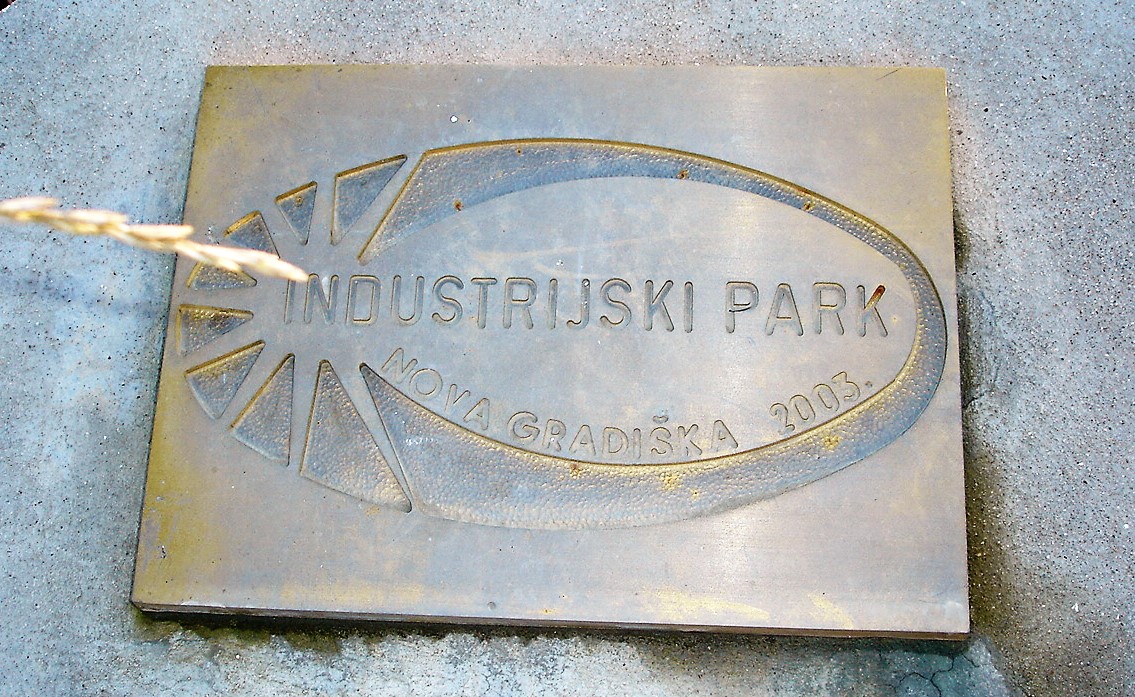 INDUSTRIJSKI PARK
NOVA GRADIŠKA 2003.